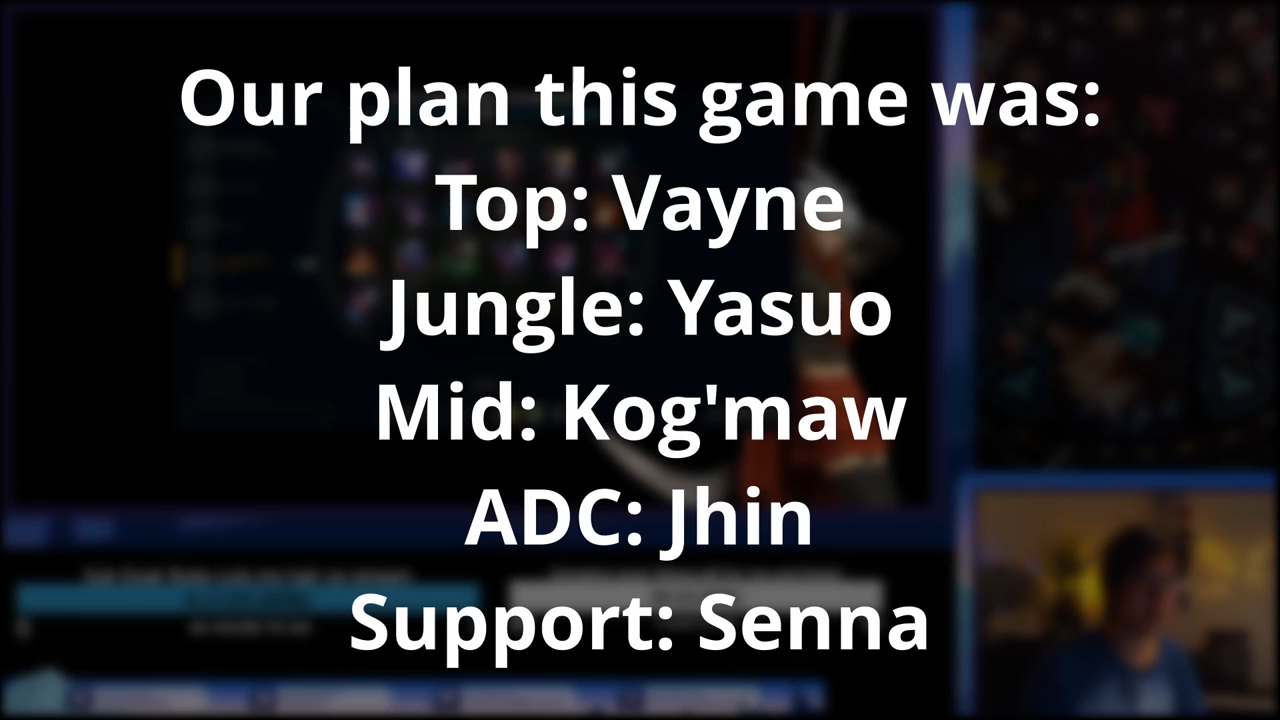 Our plan this game was:
Top: Vayne
Jungle: Yasuo
Mid: Kog'maw
ADC: Jhin
Support: Senna